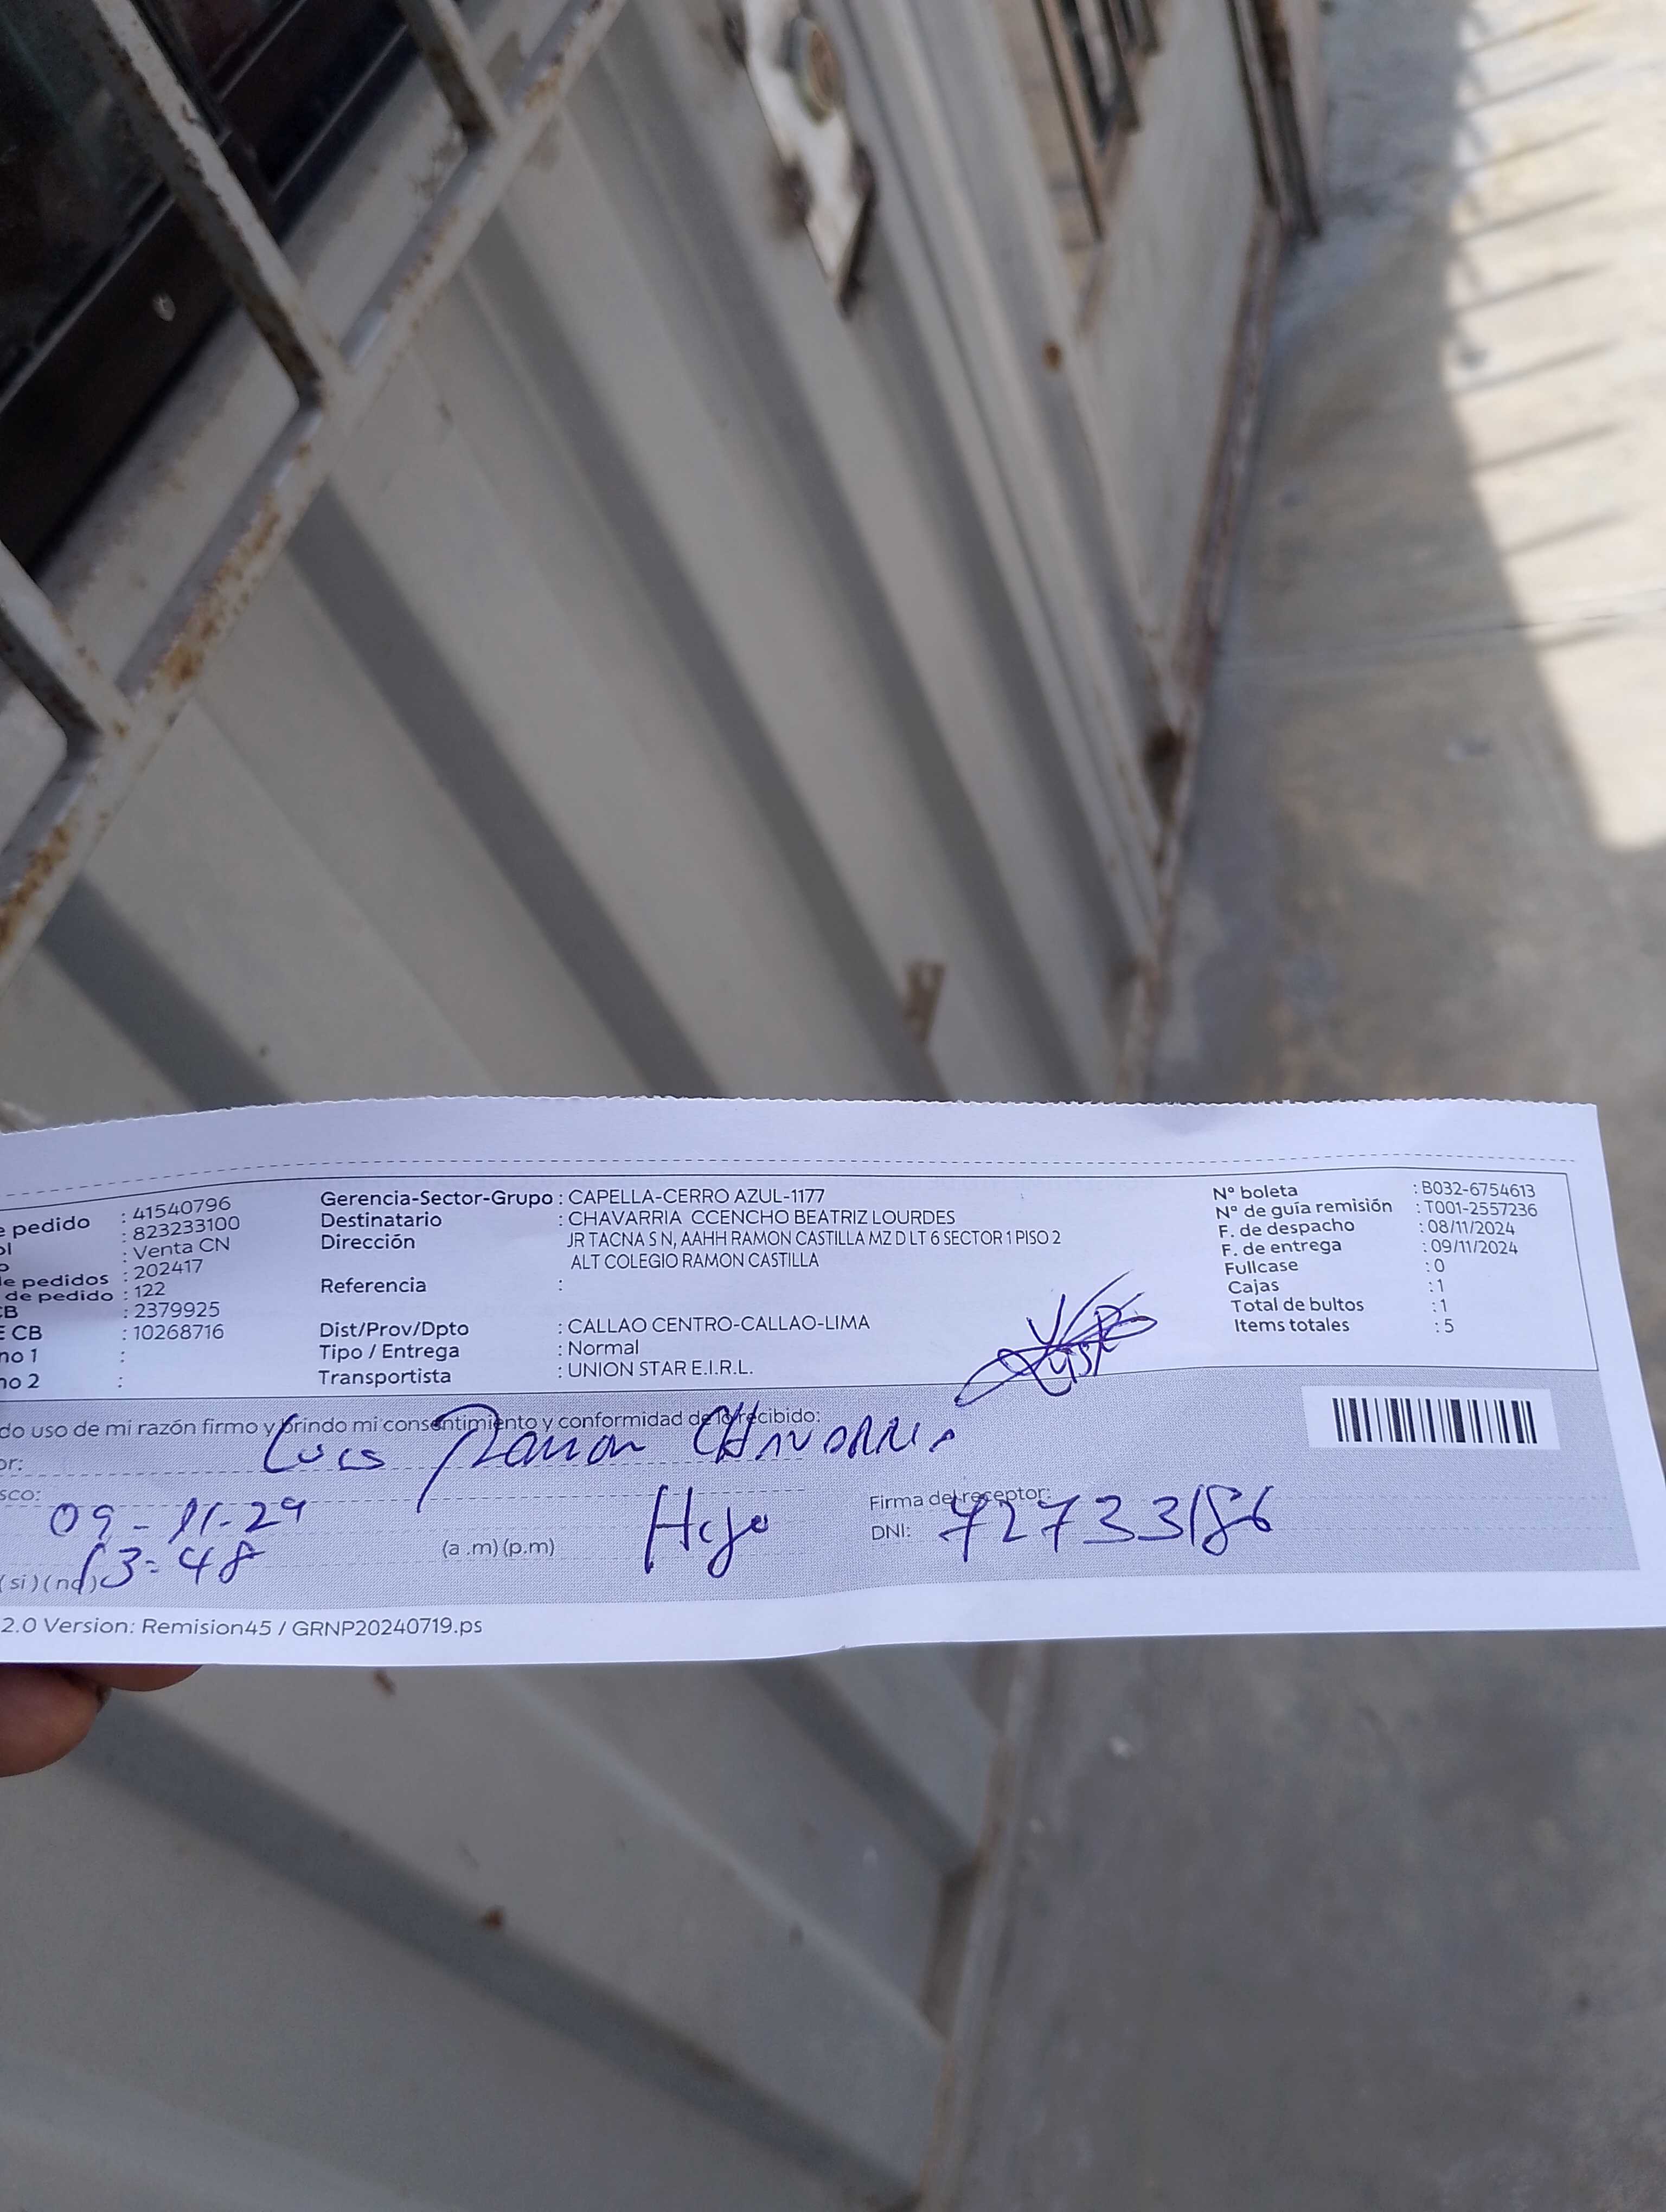 e pedido : 41540796
ol : 823233100
o : Venta CN
de pedidos : 202417
de pedido : 122
CB : 2379925
E CB : 10268716
no 1 :
no 2 :
Gerencia-Sector-Grupo : CAPELLA-CERRO AZUL-1177
Destinatario : CHAVARRIA CCENCHO BEATRIZ LOURDES
Dirección JR TACNA S N, AAHH RAMON CASTILLA MZ D LT 6 SECTOR 1 PISO 2
ALT COLEGIO RAMON CASTILLA
Referencia :
Dist/Prov/Dpto : CALLAO CENTRO-CALLAO-LIMA
Tipo / Entrega : Normal
Transportista : UNION STAR E.I.R.L.
Nº boleta : B032-6754613
Nº de guía remisión : T001-2557236
F. de despacho : 08/11/2024
F. de entrega : 09/11/2024
Fullcase : 0
Cajas : 1
Total de bultos : 1
Items totales : 5
do uso de mi razón firmo y brindo mi consentimiento y conformidad de lo recibido:
or: Luis Ramon CHAVARRIA
sco: Hijo
09-11-24
13:48 (a .m) (p.m)
Firma del receptor:
DNI: 72733186
(si) (no)
2.0 Version: Remision45 / GRNP20240719.ps